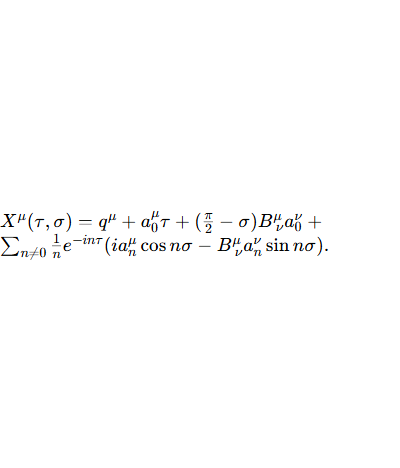 X^μ(τ, σ) = q^μ + a_0^μ τ + (π/2 − σ)B^μ_ν a_0^ν +
∑_{n≠0} 1/n e^{−inτ}(ia_n^μ cos nσ − B^μ_ν a_n^ν sin nσ).